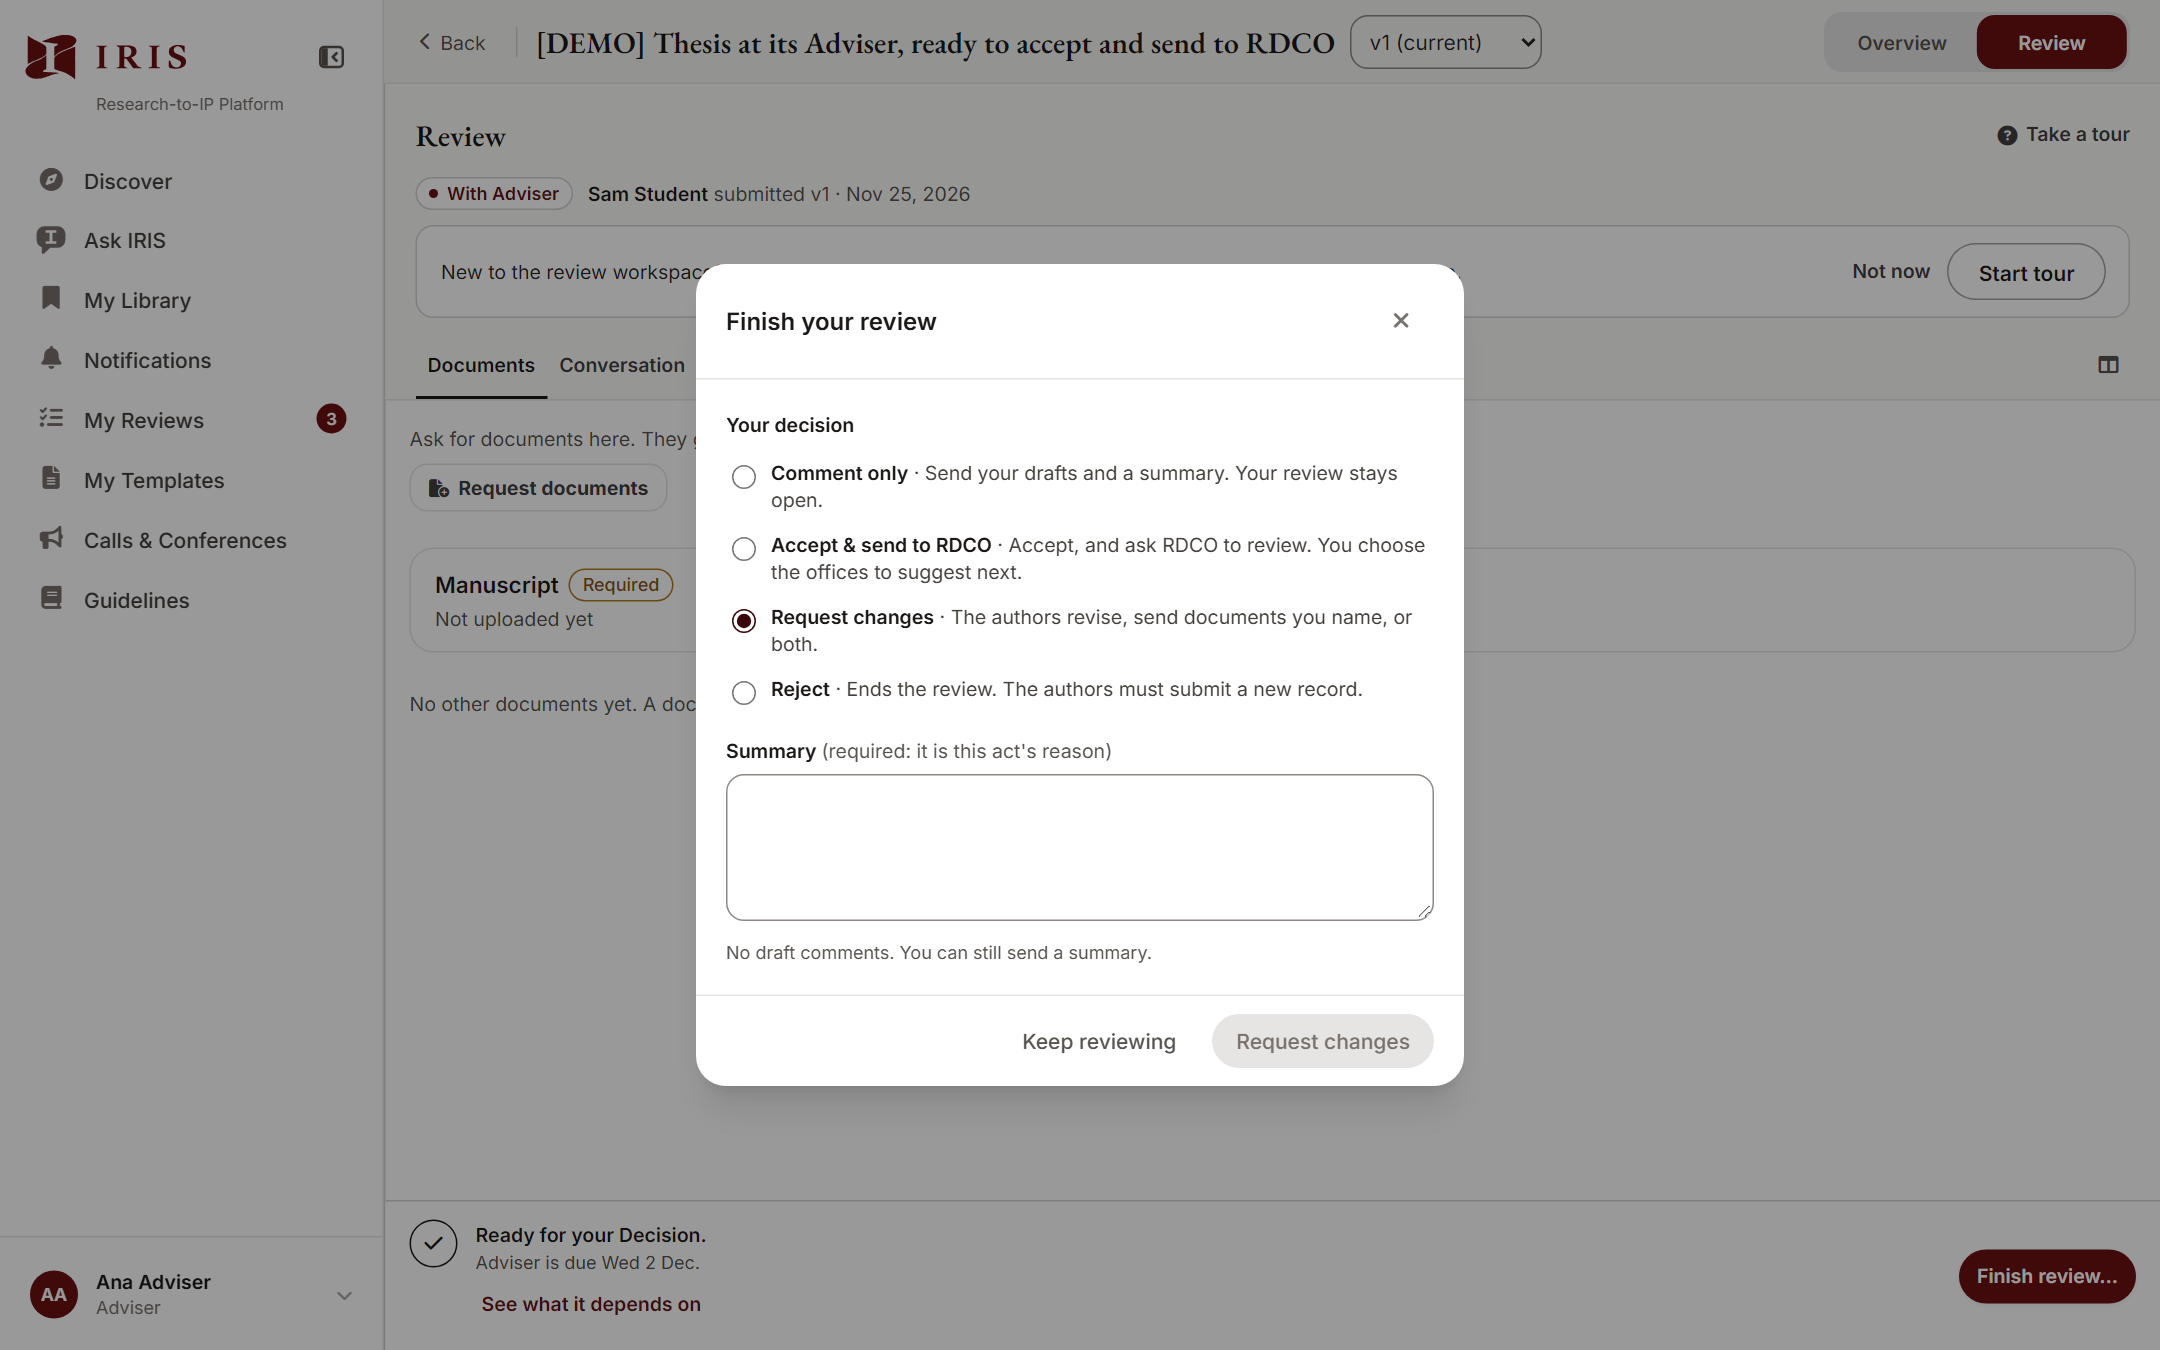 IRIS
Research-to-IP Platform
Discover
Ask IRIS
My Library
Notifications
My Reviews
3
My Templates
Calls & Conferences
Guidelines
AA
Ana Adviser
Adviser
Back
[DEMO] Thesis at its Adviser, ready to accept and send to RDCO
v1 (current)
Overview
Review
Review
Take a tour
With Adviser
Sam Student submitted v1 · Nov 25, 2026
New to the review workspac
Not now
Start tour
Documents
Conversation
Ask for documents here. They
Request documents
Manuscript
Required
Not uploaded yet
No other documents yet. A doc
Finish your review
Your decision
Comment only · Send your drafts and a summary. Your review stays
open.
Accept & send to RDCO · Accept, and ask RDCO to review. You choose
the offices to suggest next.
Request changes · The authors revise, send documents you name, or
both.
Reject · Ends the review. The authors must submit a new record.
Summary (required: it is this act's reason)
No draft comments. You can still send a summary.
Keep reviewing
Request changes
Ready for your Decision.
Adviser is due Wed 2 Dec.
See what it depends on
Finish review...